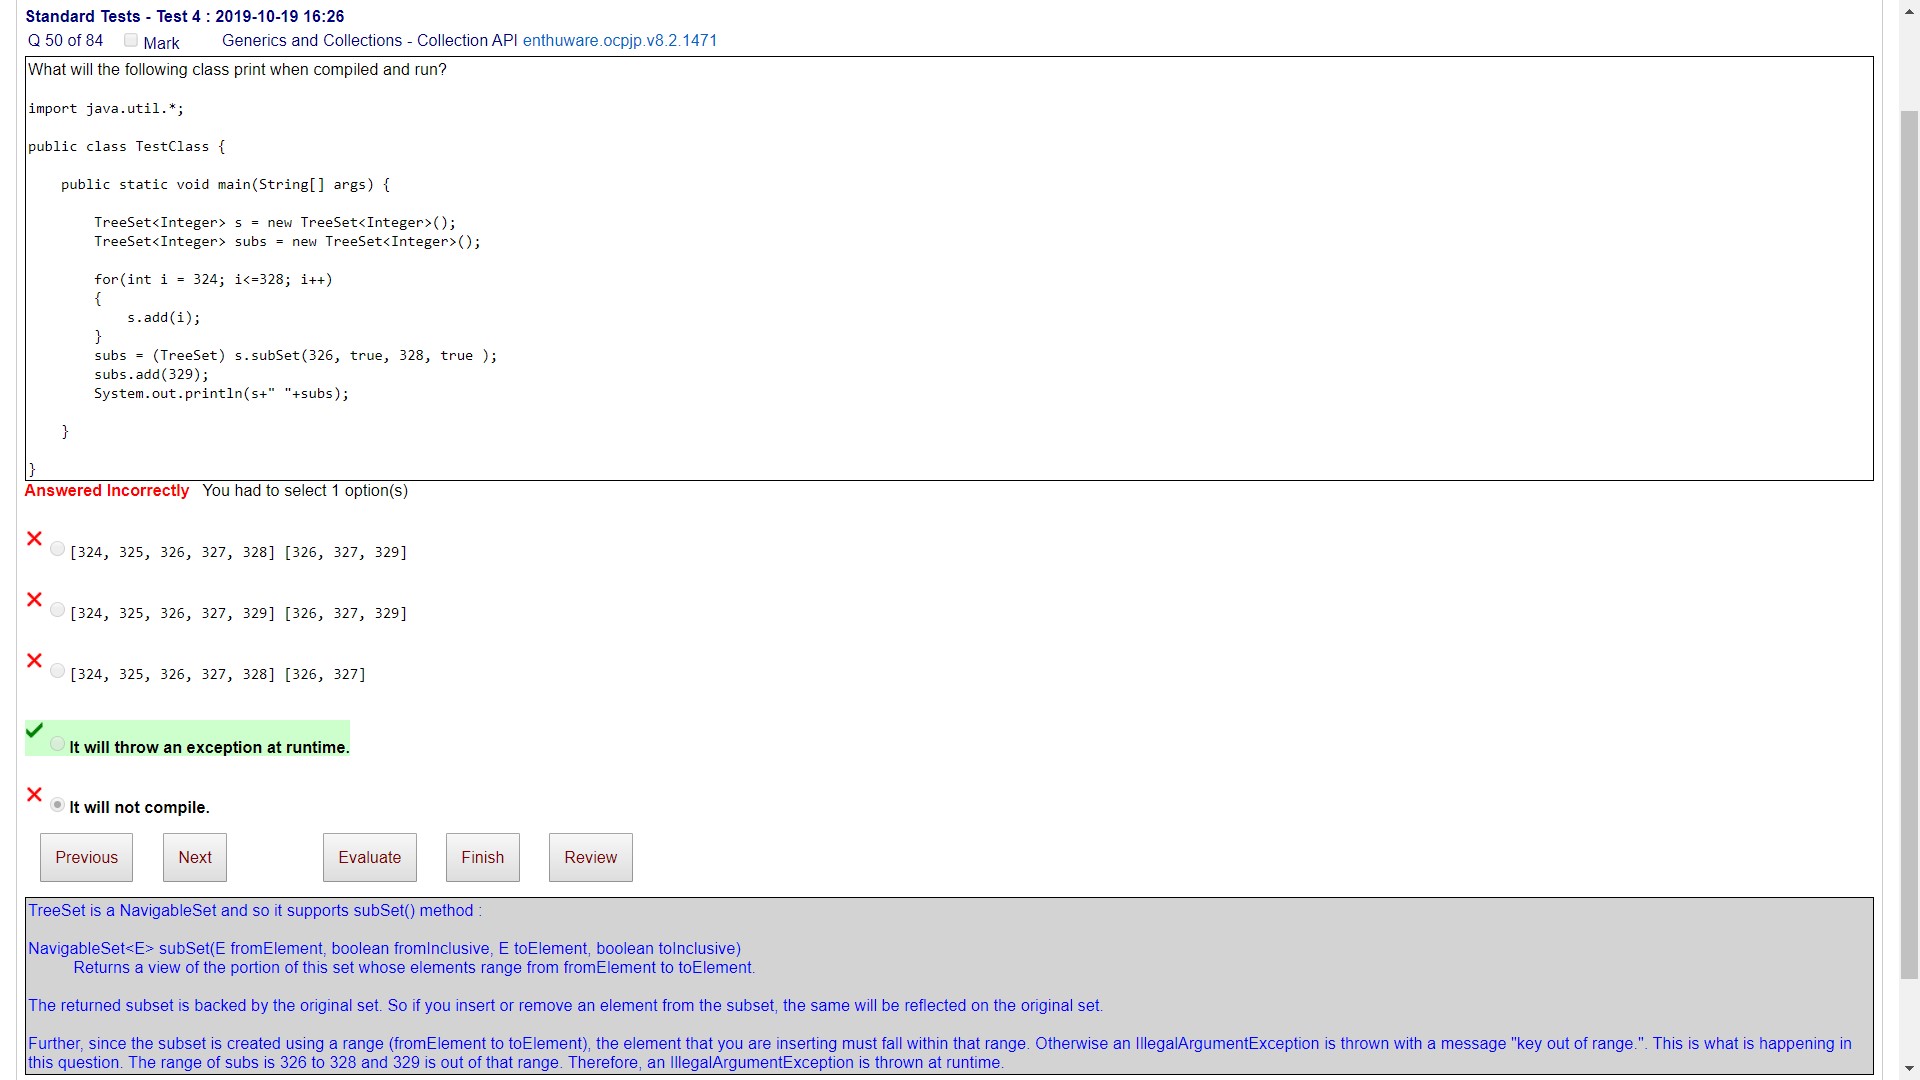 Standard Tests - Test 4 : 2019-10-19 16:26
Q 50 of 84 Mark Generics and Collections - Collection API enthuware.ocpjp.v8.2.1471
What will the following class print when compiled and run?
import java.util.*;
public class TestClass {
public static void main(String[] args) {
TreeSet<Integer> s = new TreeSet<Integer>();
TreeSet<Integer> subs = new TreeSet<Integer>();
for(int i = 324; i<=328; i++)
{
s.add(i);
}
subs = (TreeSet) s.subSet(326, true, 328, true );
subs.add(329);
System.out.println(s+" "+subs);
}
}
Answered Incorrectly You had to select 1 option(s)
[324, 325, 326, 327, 328] [326, 327, 329]
[324, 325, 326, 327, 329] [326, 327, 329]
[324, 325, 326, 327, 328] [326, 327]
It will throw an exception at runtime.
It will not compile.
Previous Next Evaluate Finish Review
TreeSet is a NavigableSet and so it supports subSet() method :
NavigableSet<E> subSet(E fromElement, boolean fromInclusive, E toElement, boolean toInclusive)
Returns a view of the portion of this set whose elements range from fromElement to toElement.
The returned subset is backed by the original set. So if you insert or remove an element from the subset, the same will be reflected on the original set.
Further, since the subset is created using a range (fromElement to toElement), the element that you are inserting must fall within that range. Otherwise an IllegalArgumentException is thrown with a message "key out of range.". This is what is happening in
this question. The range of subs is 326 to 328 and 329 is out of that range. Therefore, an IllegalArgumentException is thrown at runtime.